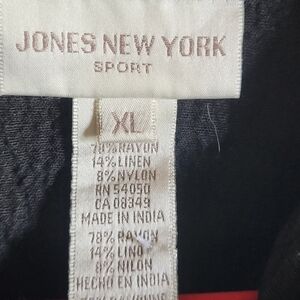 JONES NEW YORK
SPORT
XL
78% RAYON
14% LINEN
8% NYLON
RN 54050
CA 08349
MADE IN INDIA
78% RAYON
14% LINO
8% NILON
HECHO EN INDIA